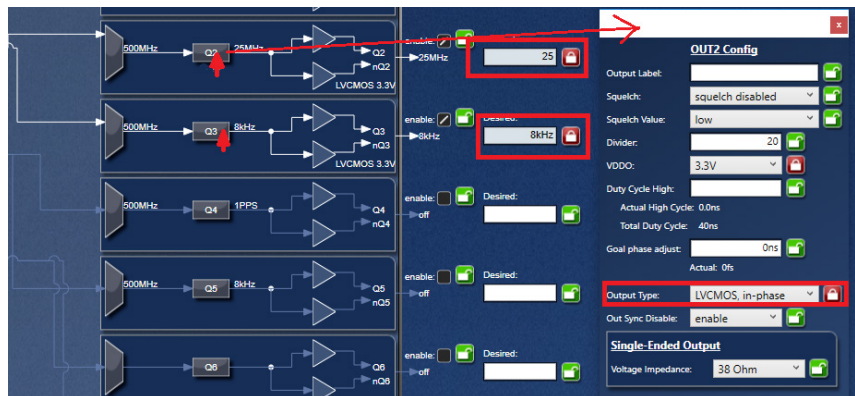 500MHz
Q2
25MHz
Q2
nQ2
LVCMOS 3.3V
enable:
25MHz
25
500MHz
Q3
8kHz
Q3
nQ3
LVCMOS 3.3V
enable:
8kHz
Desired:
8kHz
500MHz
Q4
1PPS
Q4
nQ4
enable:
off
Desired:
500MHz
Q5
8kHz
Q5
nQ5
enable:
off
Desired:
Q6
Q6
nQ6
enable:
off
Desired:
x
OUT2 Config
Output Label:
Squelch: squelch disabled
Squelch Value: low
Divider: 20
VDDO: 3.3V
Duty Cycle High:
Actual High Cycle: 0.0ns
Total Duty Cycle: 40ns
Goal phase adjust: 0ns
Actual: 0fs
Output Type: LVCMOS, in-phase
Out Sync Disable: enable
Single-Ended Output
Voltage Impedance: 38 Ohm